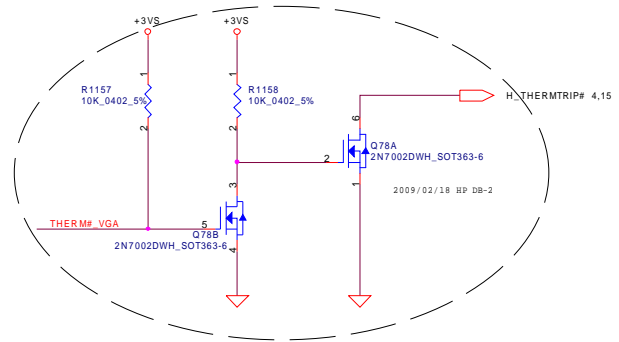 +3VS
+3VS
1
1
R1157
10K_0402_5%
R1158
10K_0402_5%
2
2
H_THERMTRIP# 4,15
6
Q78A
2N7002DWH_SOT363-6
2
1
2009/02/18 HP DB-2
3
THERM#_VGA
5
Q78B
2N7002DWH_SOT363-6
4